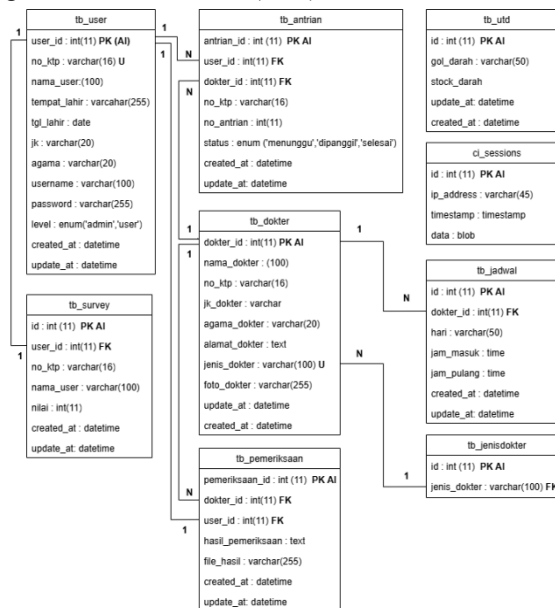 tb_user
user_id : int(11) PK (AI)
no_ktp : varchar(16) U
nama_user:(100)
tempat_lahir : varcahar(255)
tgl_lahir : date
jk : varchar(20)
agama : varchar(20)
username : varchar(100)
password : varchar(255)
level : enum('admin','user')
created_at : datetime
update_at : datetime
tb_survey
id : int (11) PK AI
user_id : int(11) FK
no_ktp : varchar(16)
nama_user : varchar(100)
nilai : int(11)
created_at : datetime
update_at: datetime
tb_antrian
antrian_id : int (11) PK AI
user_id : int(11) FK
dokter_id : int(11) FK
no_ktp : varchar(16)
no_antrian : int(11)
status : enum ('menunggu','dipanggil','selesai')
created_at : datetime
update_at : datetime
tb_dokter
dokter_id : int(11) PK AI
nama_dokter : (100)
no_ktp : varchar(16)
jk_dokter : varchar
agama_dokter : varchar(20)
alamat_dokter : text
jenis_dokter : varchar(100) U
foto_dokter : varchar(255)
update_at : datetime
created_at : datetime
tb_pemeriksaan
pemeriksaan_id : int (11) PK AI
dokter_id : int(11) FK
user_id : int(11) FK
hasil_pemeriksaan : text
file_hasil : varchar(255)
created_at : datetime
update_at: datetime
tb_utd
id : int (11) PK AI
gol_darah : varchar(50)
stock_darah
update_at: datetime
created_at : datetime
ci_sessions
id : int (11) PK AI
ip_address : varchar(45)
timestamp : timestamp
data : blob
tb_jadwal
id : int (11) PK AI
dokter_id : int(11) FK
hari : varchar(50)
jam_masuk : time
jam_pulang : time
created_at : datetime
update_at: datetime
tb_jenisdokter
id : int (11) PK AI
jenis_dokter : varchar(100) FK
1
1
1
1
N
N
1
1
N
1
1
N
N
1